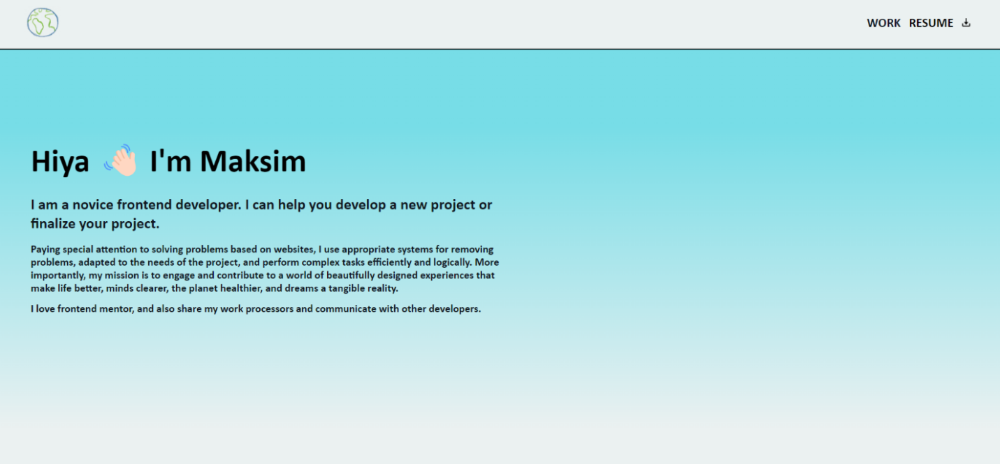 WORK RESUME
Hiya 👋🏻 I'm Maksim
I am a novice frontend developer. I can help you develop a new project or
finalize your project.
Paying special attention to solving problems based on websites, I use appropriate systems for removing
problems, adapted to the needs of the project, and perform complex tasks efficiently and logically. More
importantly, my mission is to engage and contribute to a world of beautifully designed experiences that
make life better, minds clearer, the planet healthier, and dreams a tangible reality.
I love frontend mentor, and also share my work processors and communicate with other developers.